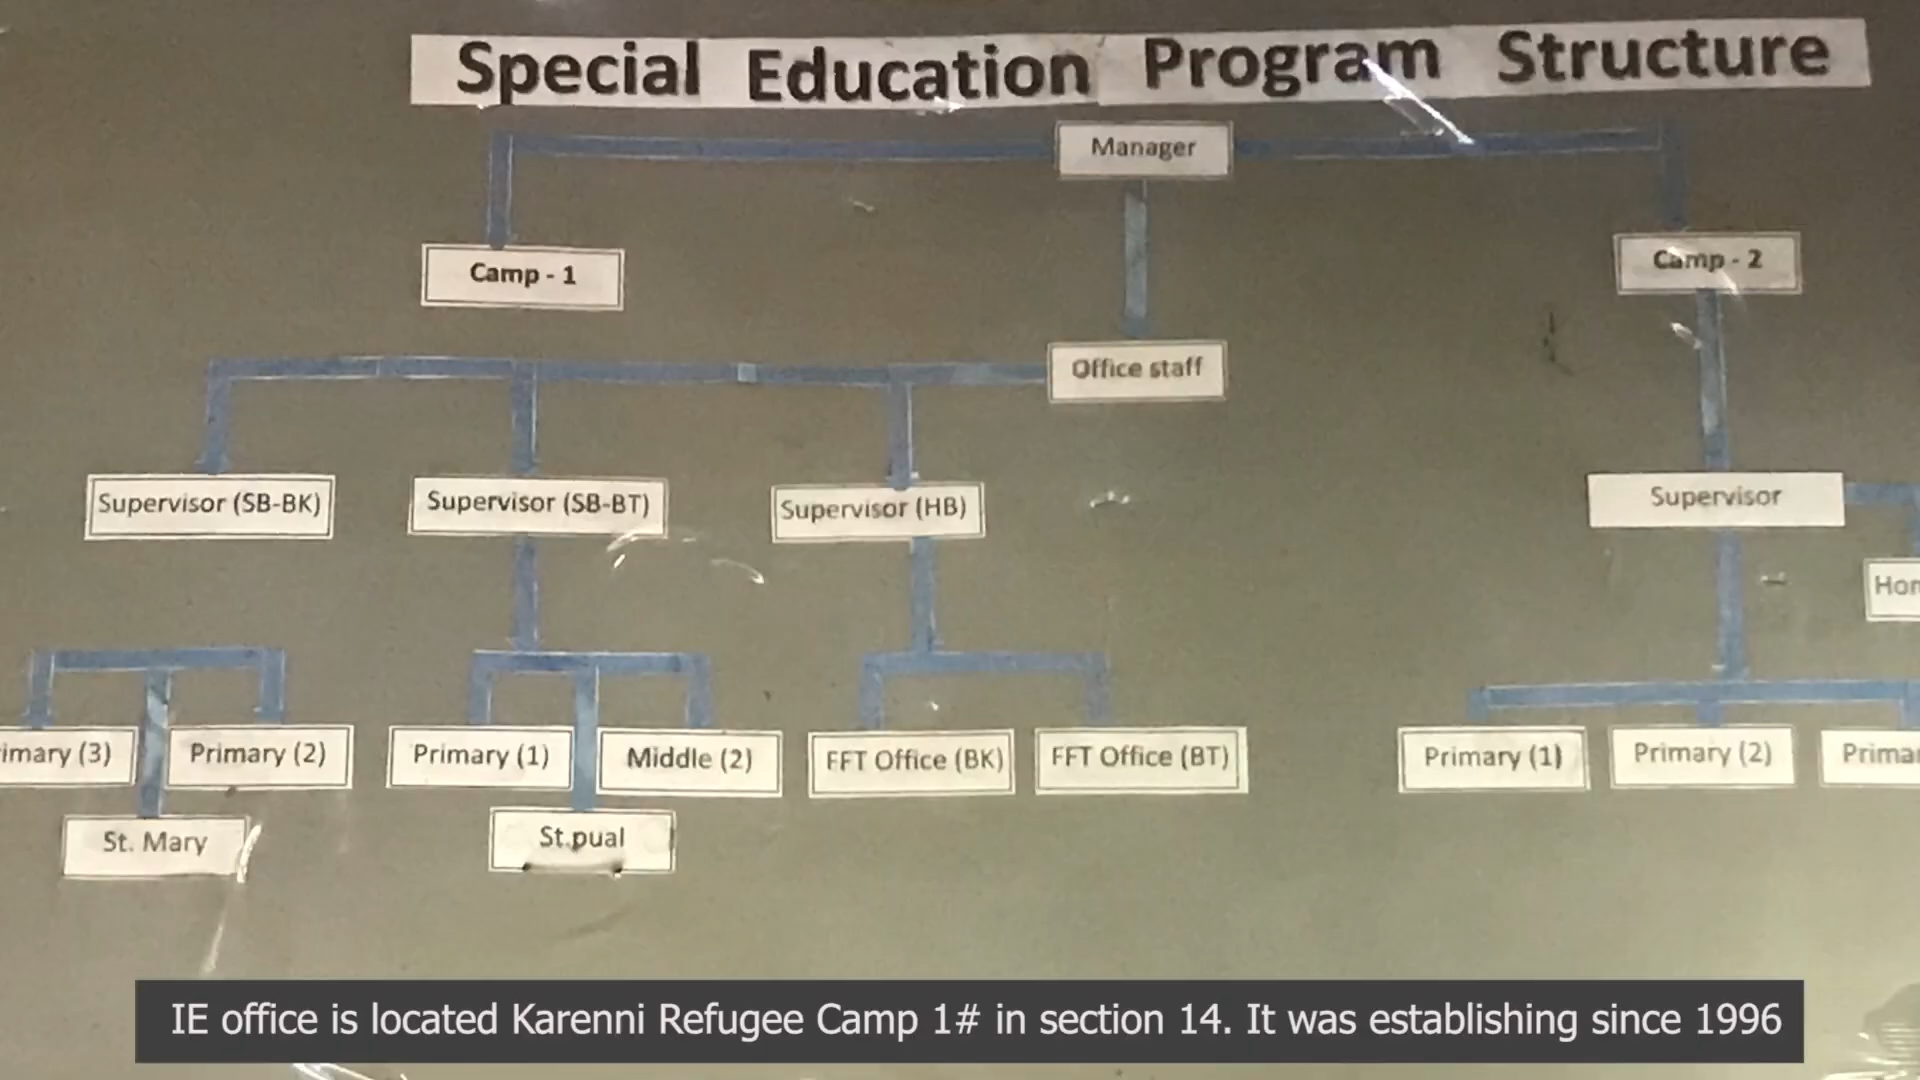 Special Education Program Structure
Manager
Camp - 1
Camp - 2
Office staff
Supervisor (SB-BK)
Supervisor (SB-BT)
Supervisor (HB)
Supervisor
(3)
Primary (2)
Primary (1)
Middle (2)
FFT Office (BK)
FFT Office (BT)
Primary (1)
Primary (2)
St. Mary
St.pual
IE office is located Karenni Refugee Camp 1# in section 14. It was establishing since 1996